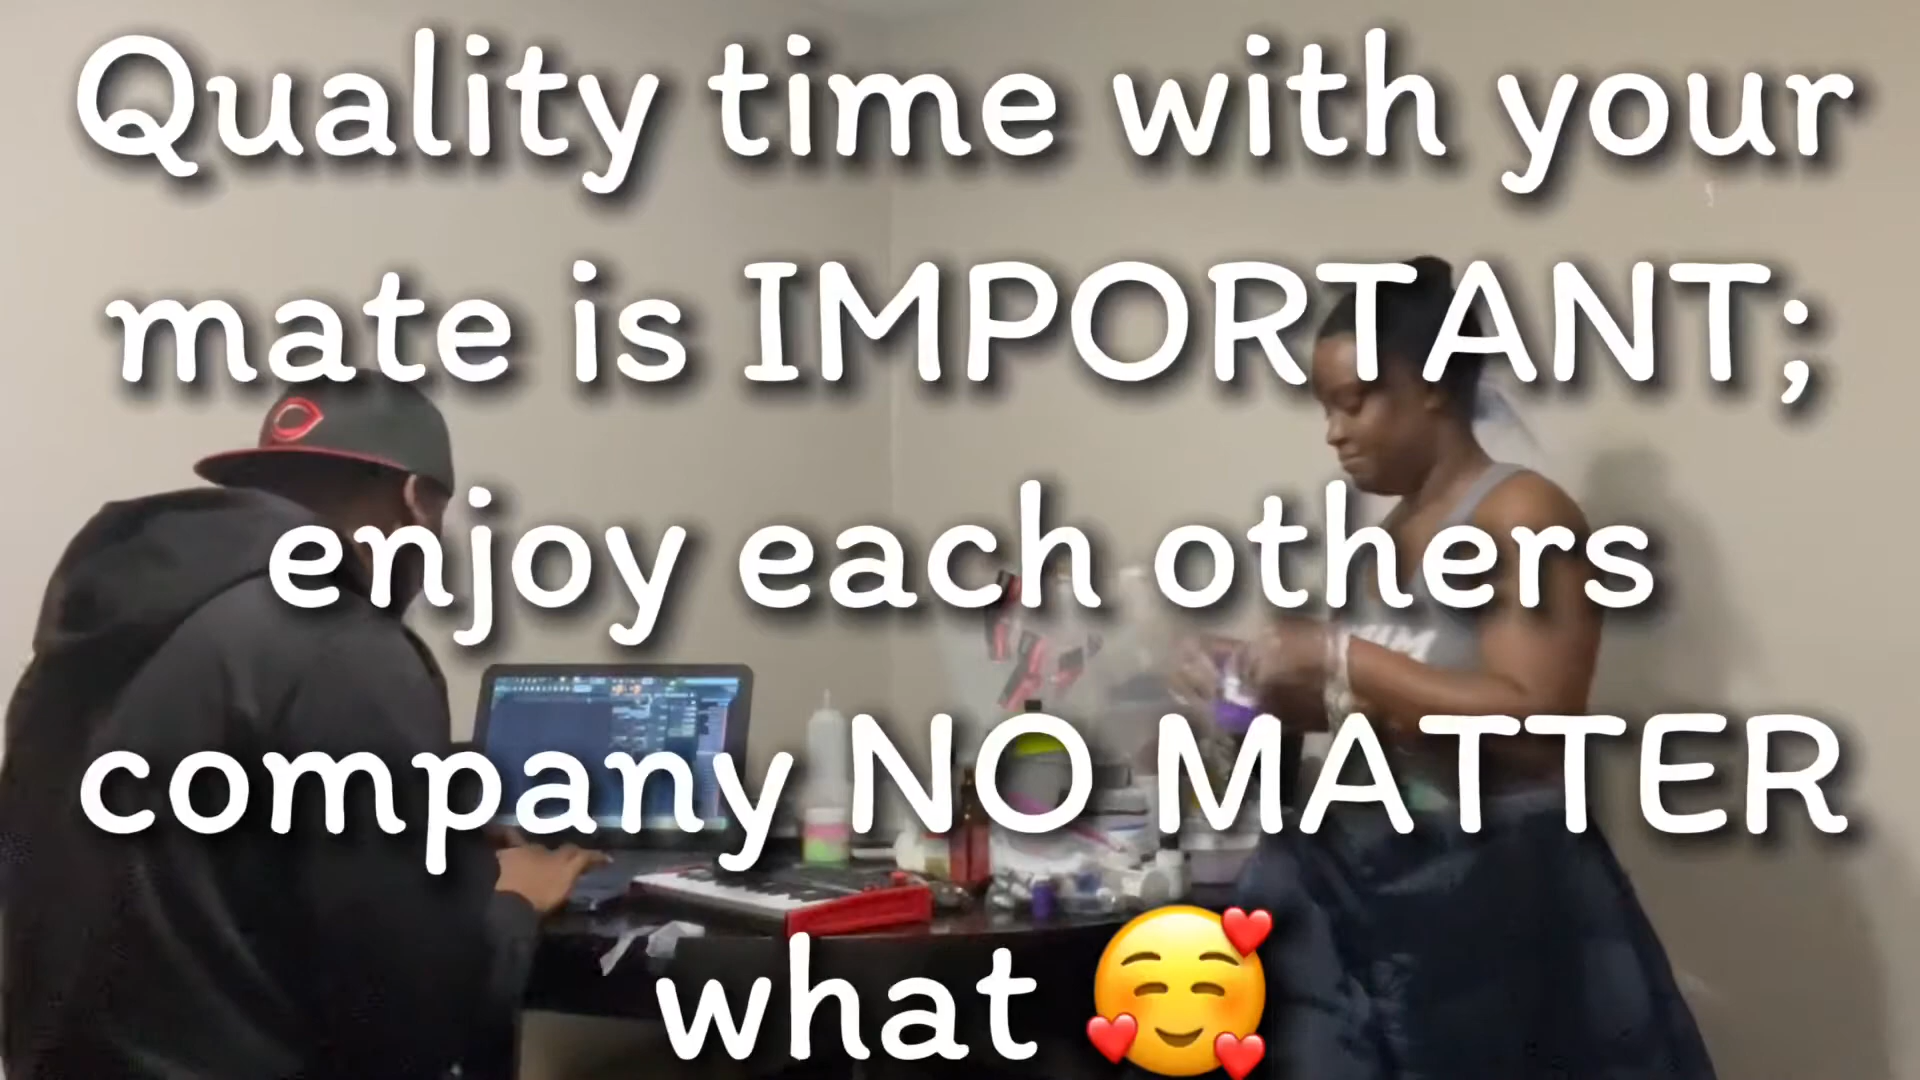 Quality time with your
mate is IMPORTANT;
enjoy each others
company NO MATTER
what 🥰